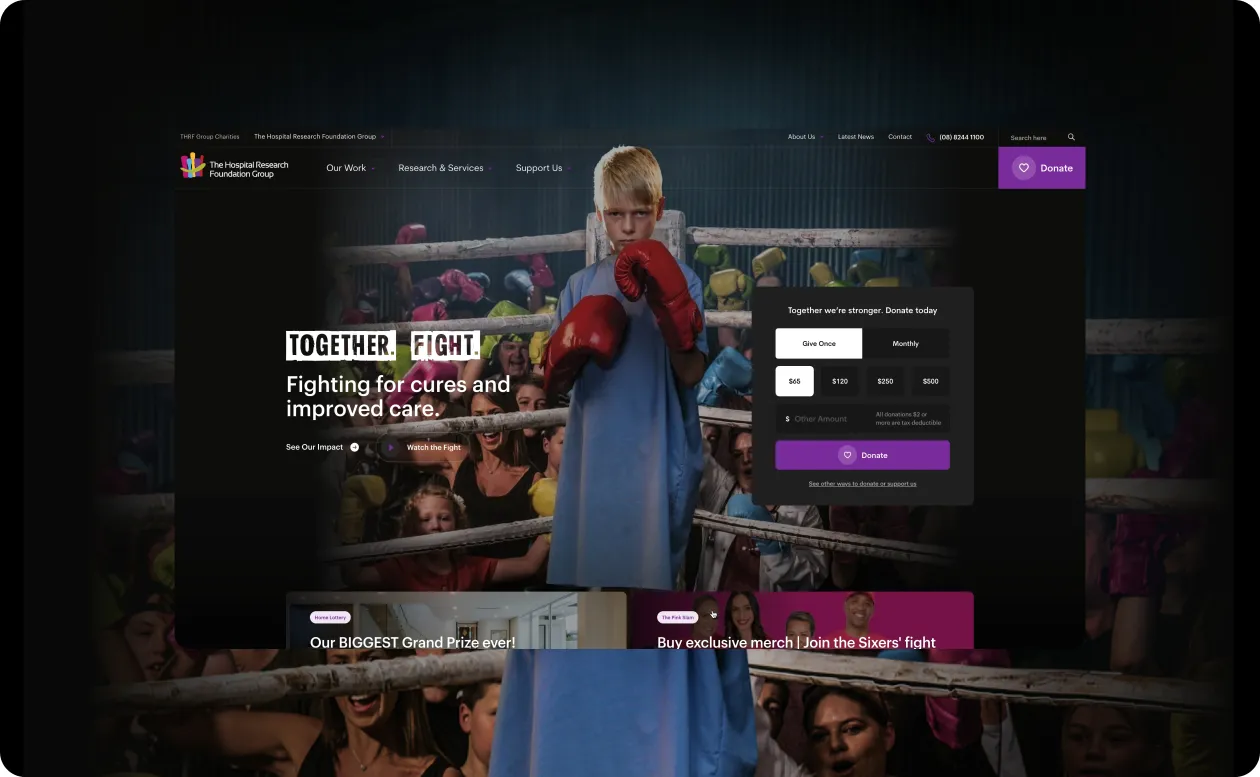 THRF Group Charities
The Hospital Research Foundation Group
About Us
Latest News
Contact
(08) 8244 1100
Search here
The Hospital Research
Foundation Group
Our Work
Research & Services
Support Us
Donate
TOGETHER. FIGHT.
Fighting for cures and
improved care.
See Our Impact
Watch the Fight
Together we're stronger. Donate today
Give Once
Monthly
$65
$120
$250
$500
$ Other Amount
All donations $2 or
more are tax deductible
Donate
See other ways to donate or support us
Home Lottery
Our BIGGEST Grand Prize ever!
The Pink Slam
Buy exclusive merch | Join the Sixers' fight